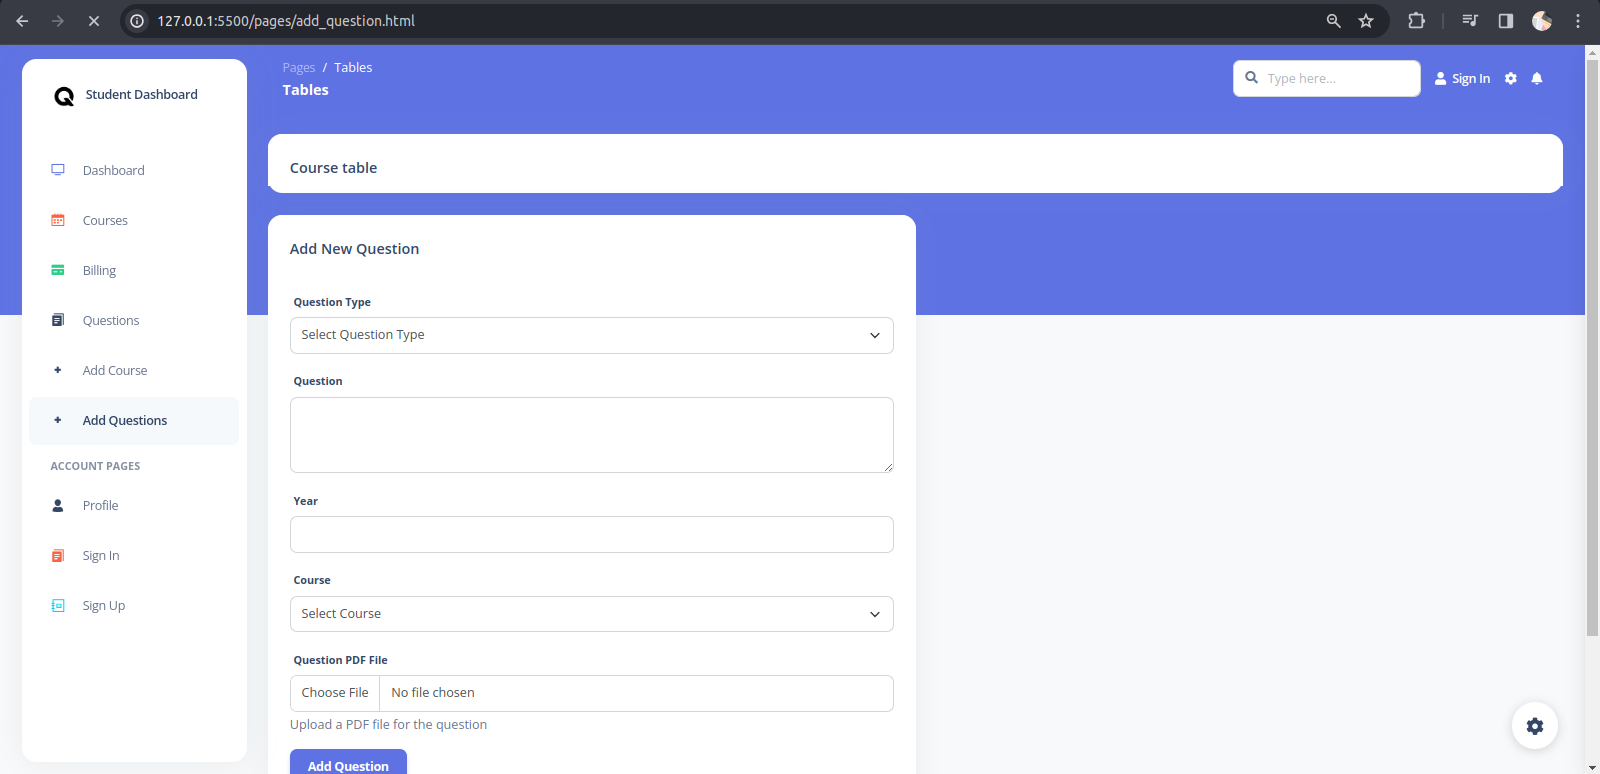 127.0.0.1:5500/pages/add_question.html
Student Dashboard
Dashboard
Courses
Billing
Questions
Add Course
Add Questions
ACCOUNT PAGES
Profile
Sign In
Sign Up
Pages / Tables
Tables
Type here...
Sign In
Course table
Add New Question
Question Type
Select Question Type
Question
Year
Course
Select Course
Question PDF File
Choose File No file chosen
Upload a PDF file for the question
Add Question